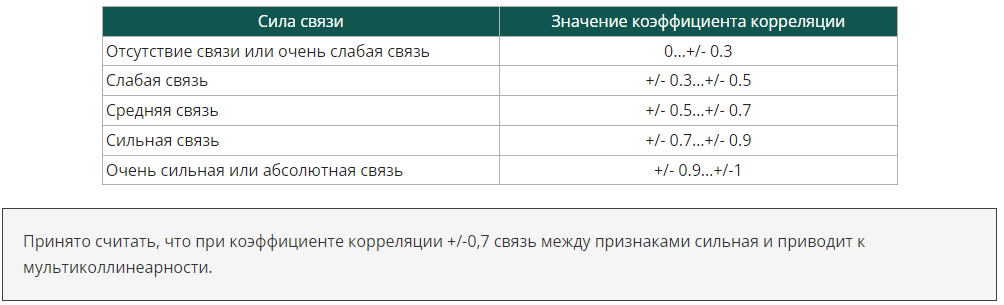 Сила связи Значение коэффициента корреляции
Отсутствие связи или очень слабая связь 0...+/- 0.3
Слабая связь +/- 0.3...+/- 0.5
Средняя связь +/- 0.5...+/- 0.7
Сильная связь +/- 0.7...+/- 0.9
Очень сильная или абсолютная связь +/- 0.9...+/-1
Принято считать, что при коэффициенте корреляции +/-0,7 связь между признаками сильная и приводит к
мультиколлинеарности.